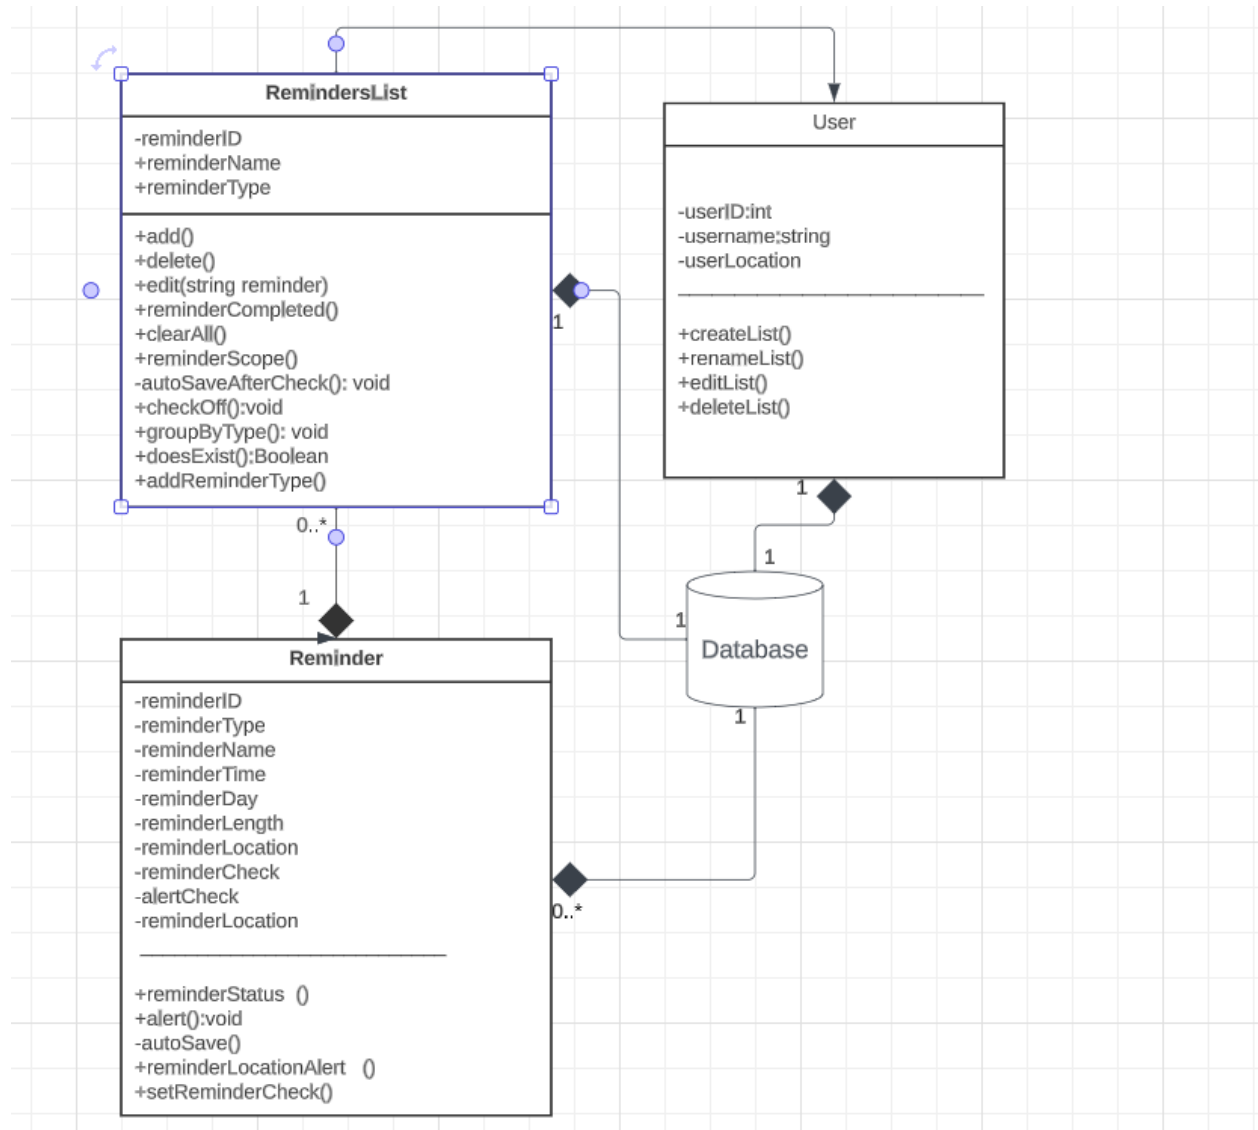 RemindersList
-reminderID
+reminderName
+reminderType
+add()
+delete()
+edit(string reminder)
+reminderCompleted()
+clearAll()
+reminderScope()
-autoSaveAfterCheck(): void
+checkOff():void
+groupByType(): void
+doesExist():Boolean
+addReminderType()
User
-userID:int
-username:string
-userLocation
+createList()
+renameList()
+editList()
+deleteList()
1
0..*
1
1
1
1
Database
1
Reminder
-reminderID
-reminderType
-reminderName
-reminderTime
-reminderDay
-reminderLength
-reminderLocation
-reminderCheck
-alertCheck
-reminderLocation
+reminderStatus ()
+alert():void
-autoSave()
+reminderLocationAlert ()
+setReminderCheck()
0..*